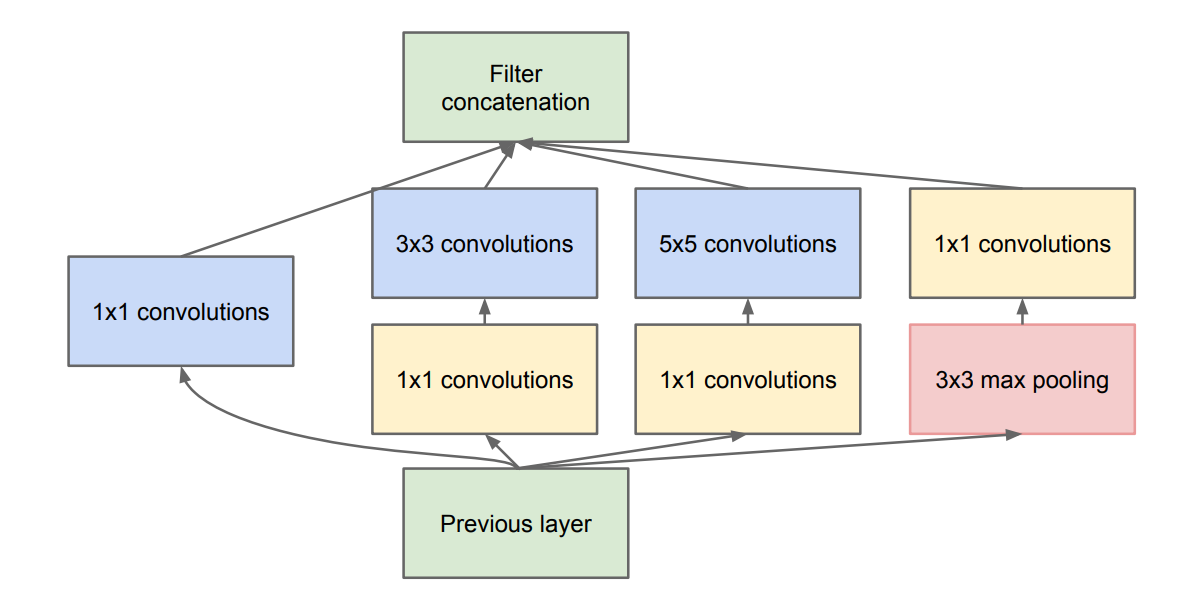 Filter
concatenation
3x3 convolutions
5x5 convolutions
1x1 convolutions
1x1 convolutions
1x1 convolutions
1x1 convolutions
3x3 max pooling
Previous layer